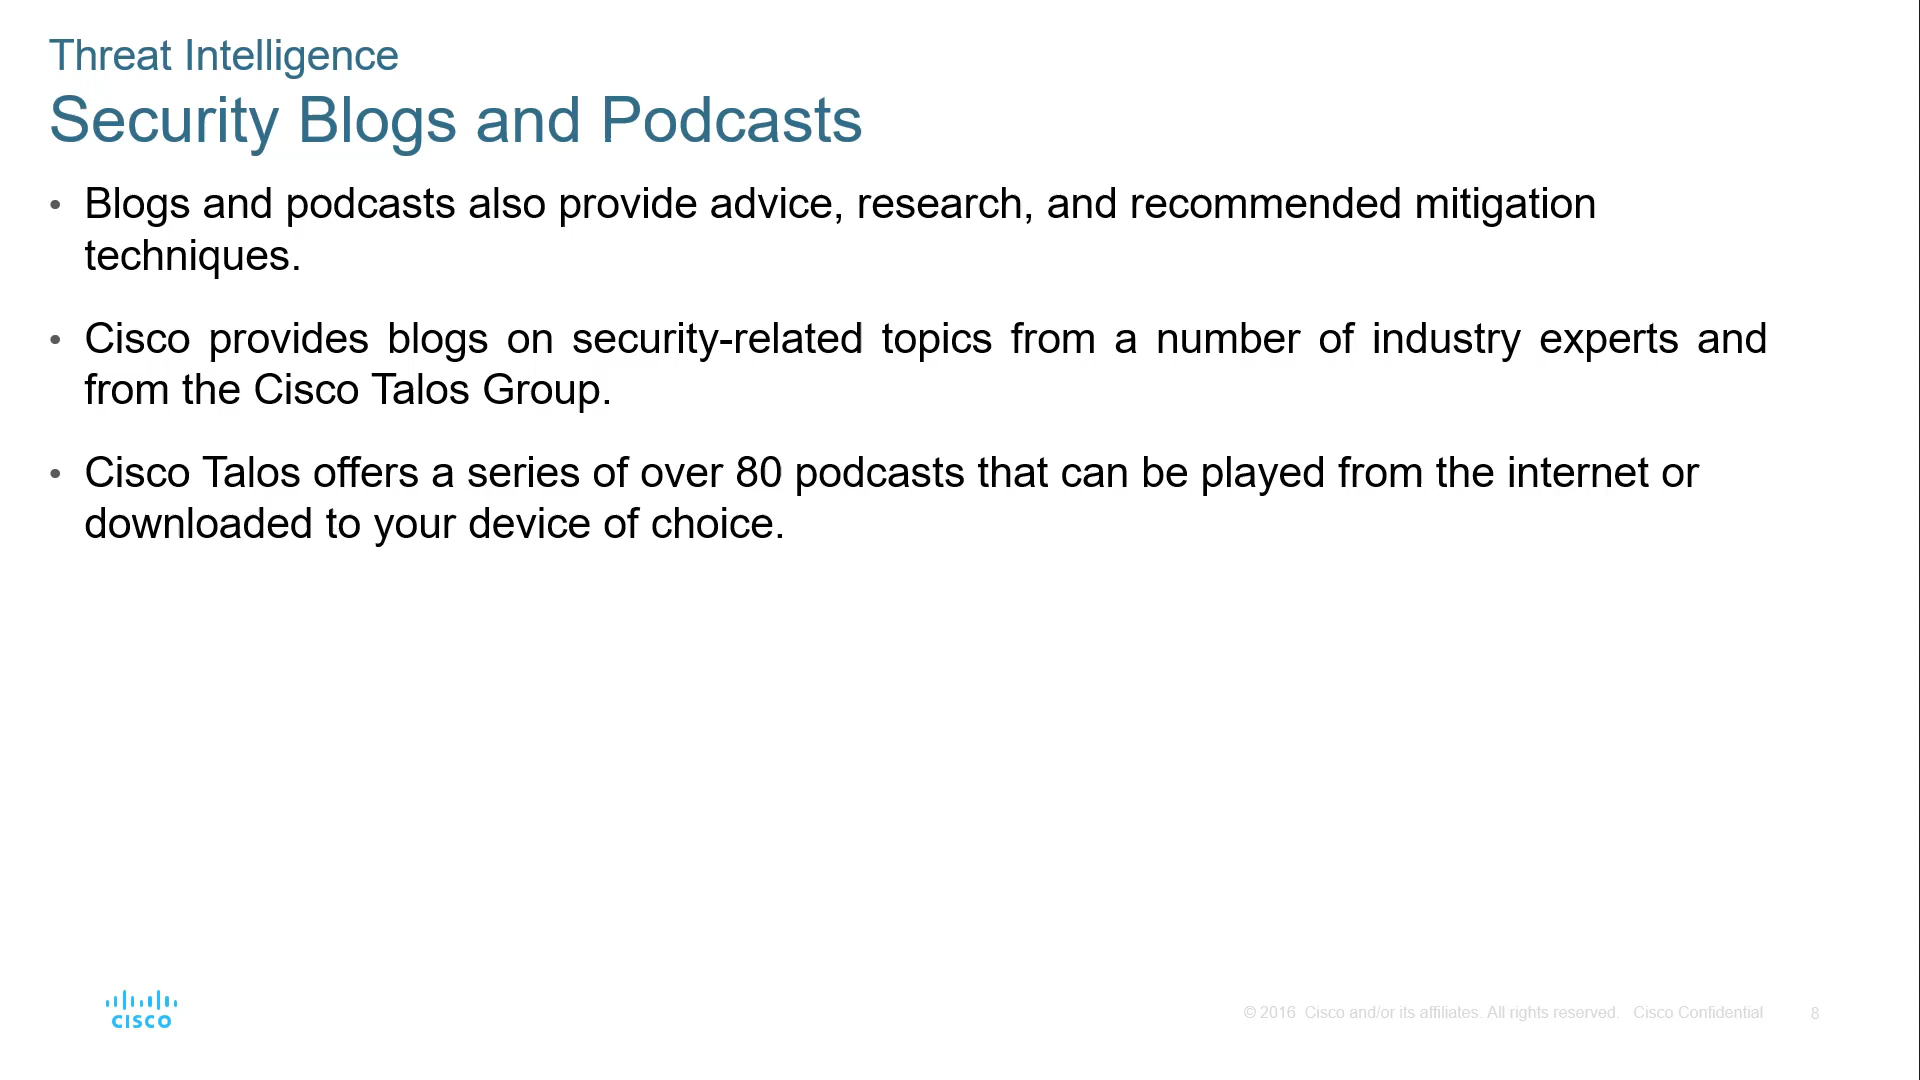 Threat Intelligence
Security Blogs and Podcasts
• Blogs and podcasts also provide advice, research, and recommended mitigation
techniques.
• Cisco provides blogs on security-related topics from a number of industry experts and
from the Cisco Talos Group.
• Cisco Talos offers a series of over 80 podcasts that can be played from the internet or
downloaded to your device of choice.
CISCO
© 2016 Cisco and/or its affiliates. All rights reserved. Cisco Confidential 8